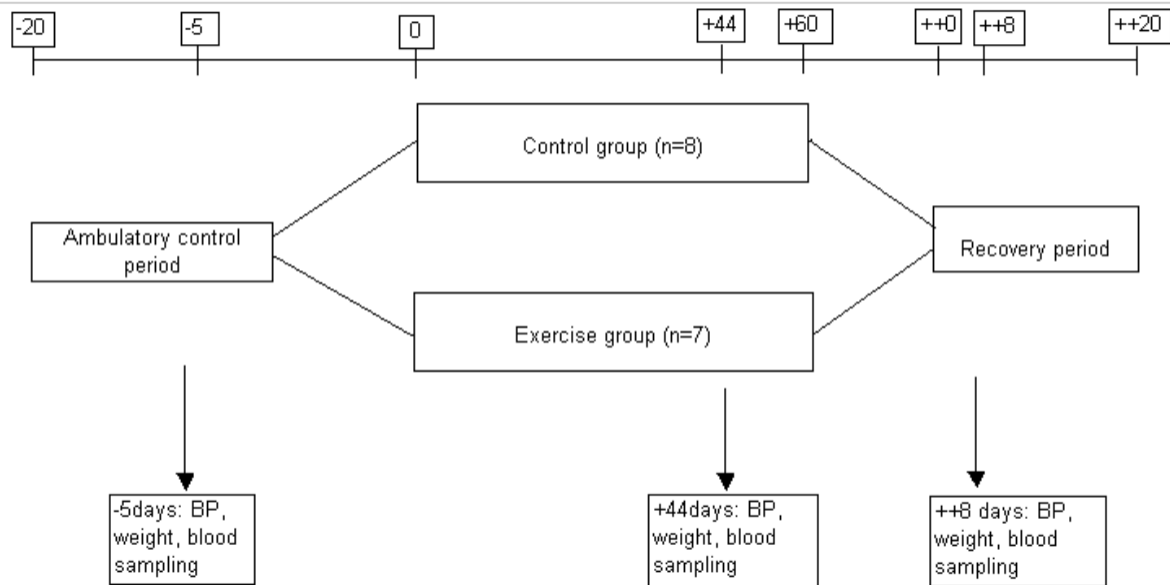 -20
-5
0
+44
+60
++0
++8
++20
Control group (n=8)
Ambulatory control
period
Recovery period
Exercise group (n=7)
-5days: BP,
weight, blood
sampling
+44days: BP,
weight, blood
sampling
++8 days: BP,
weight, blood
sampling